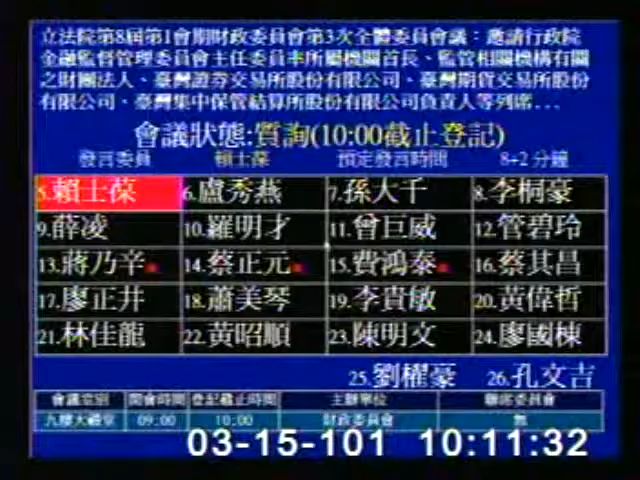 立法院第8屆第1會期財政委員會第3次全體委員會議：邀請行政院
金融監督管理委員會主任委員率所屬機關首長、監管相關機構有關
之財團法人、臺灣證券交易所股份有限公司、臺灣期貨交易所股份
有限公司、臺灣集中保管結算所股份有限公司負責人等列席...
會議狀態:質詢(10:00截止登記)
發言委員 賴士葆 預定發言時間 8+2 分鐘
5.賴士葆 6.盧秀燕 7.孫大千 8.李桐豪
9.薛凌 10.羅明才 11.曾巨威 12.管碧玲
13.蔣乃辛 14.蔡正元 15.費鴻泰 16.蔡其昌
17.廖正井 18.蕭美琴 19.李貴敏 20.黃偉哲
21.林佳龍 22.黃昭順 23.陳明文 24.廖國棟
25.劉櫂豪 26.孔文吉
會議室別 開會時間 登記截止時間 主辦單位 聯席委員會
九樓大禮堂 09:00 10:00 財政委員會 無
03-15-101 10:11:32